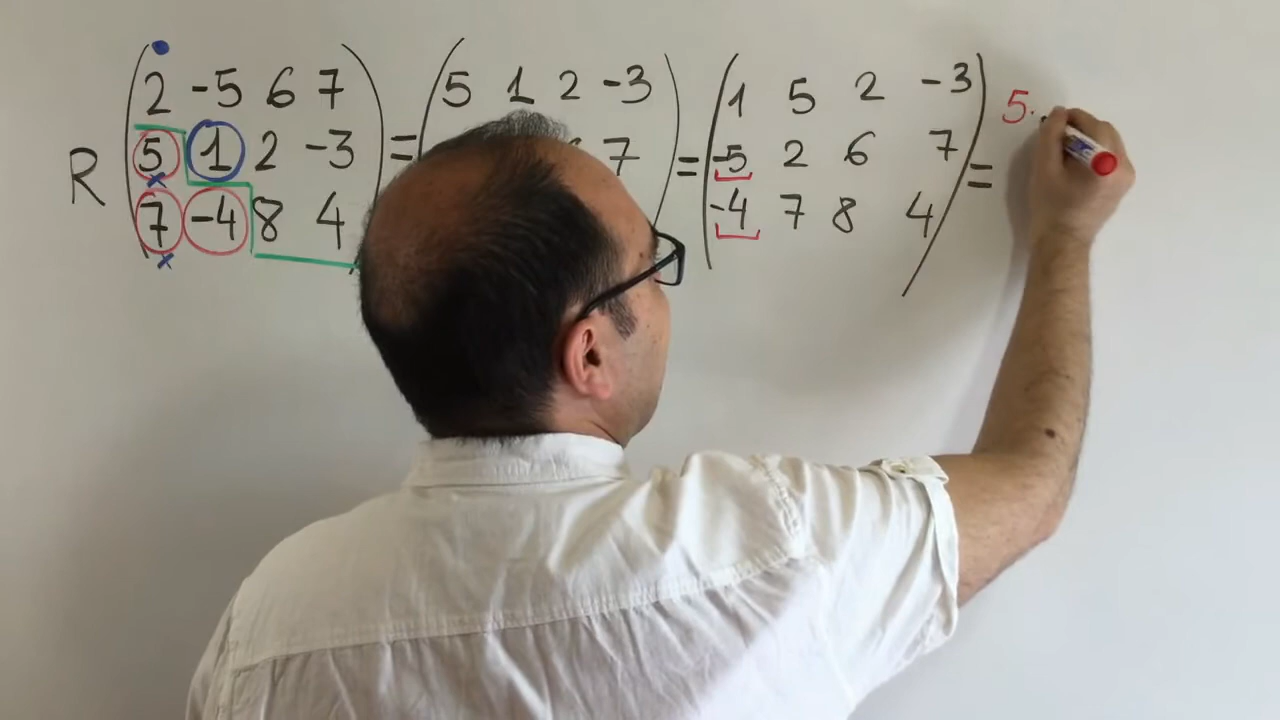 2 -5 6 7 5 1 2 -3 1 5 2 -3 5.
R 5 1 2 -3 = 7 = -5 2 6 7 =
7 -4 8 4 -4 7 8 4